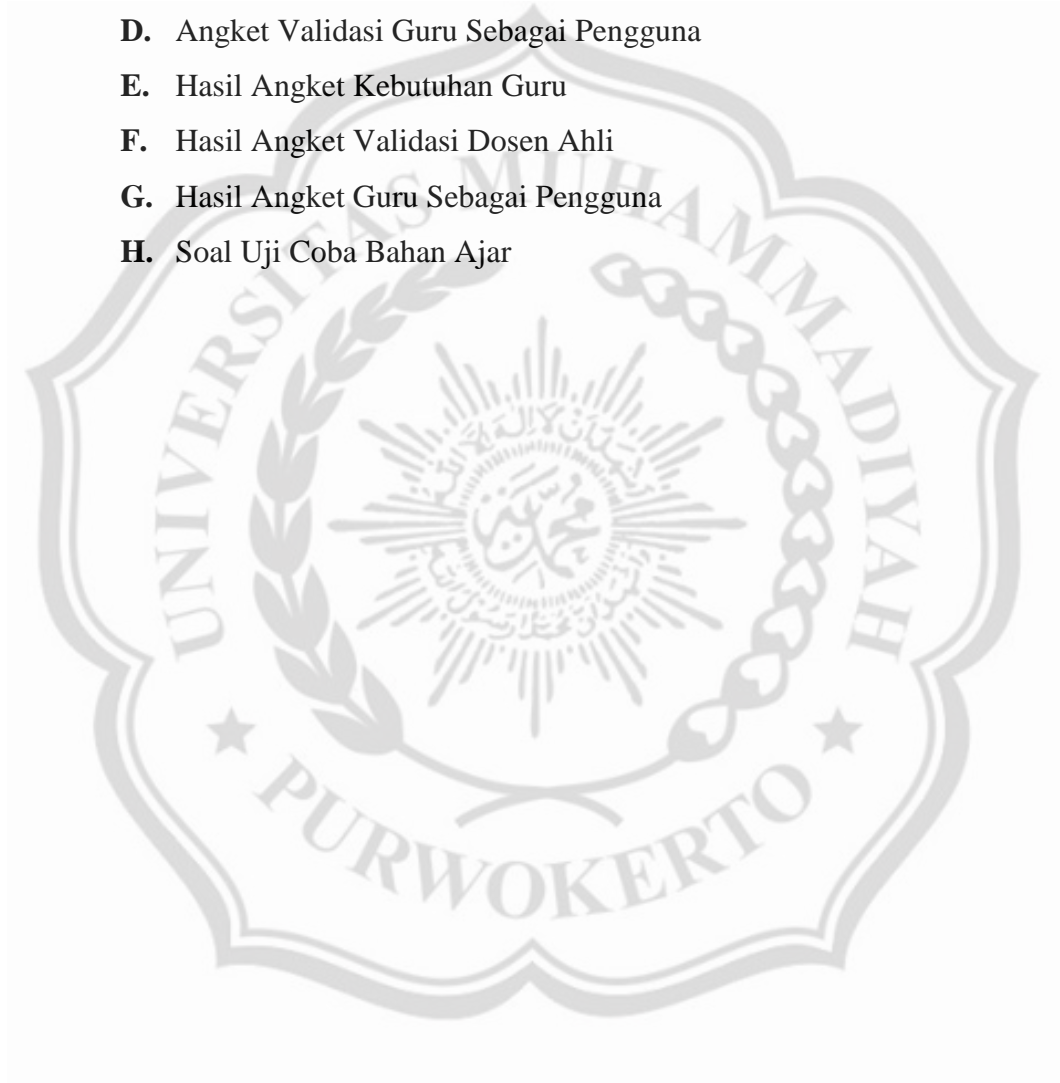 D. Angket Validasi Guru Sebagai Pengguna
E. Hasil Angket Kebutuhan Guru
F. Hasil Angket Validasi Dosen Ahli
G. Hasil Angket Guru Sebagai Pengguna
H. Soal Uji Coba Bahan Ajar
UNIVERSITAS MUHAMMADIYAH
PURWOKERTO